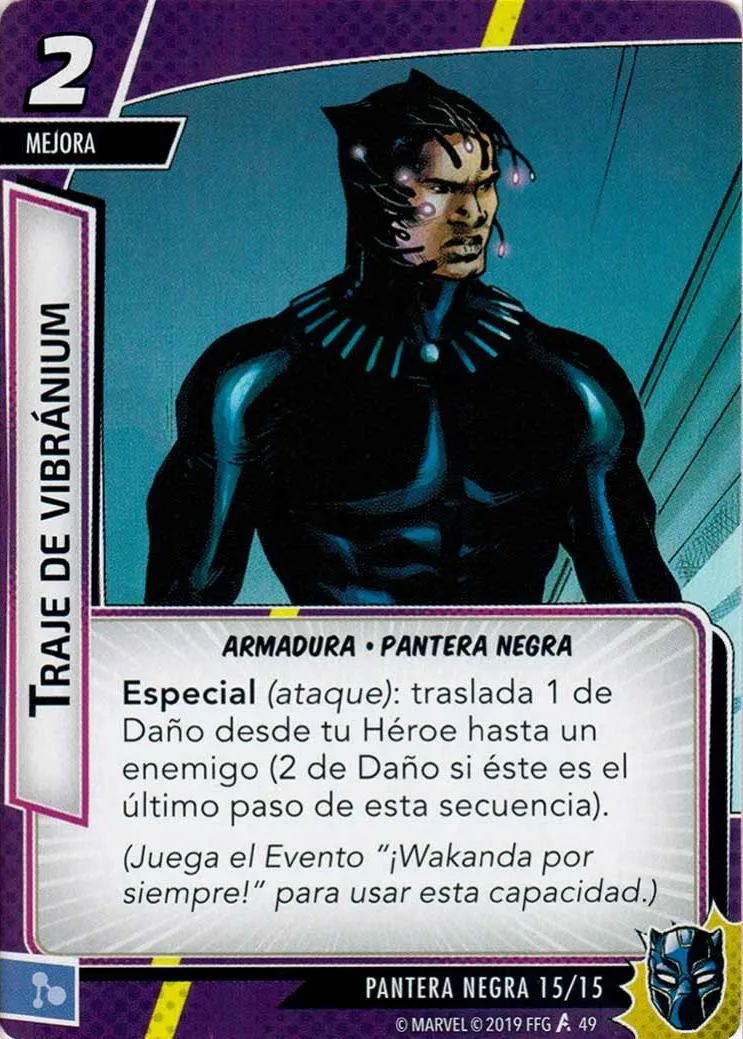 2
MEJORA
TRAJE DE VIBRÁNIUM
ARMADURA • PANTERA NEGRA
Especial (ataque): traslada 1 de
Daño desde tu Héroe hasta un
enemigo (2 de Daño si éste es el
último paso de esta secuencia).
(Juega el Evento "¡Wakanda por
siempre!" para usar esta capacidad.)
PANTERA NEGRA 15/15
© MARVEL © 2019 FFG A 49